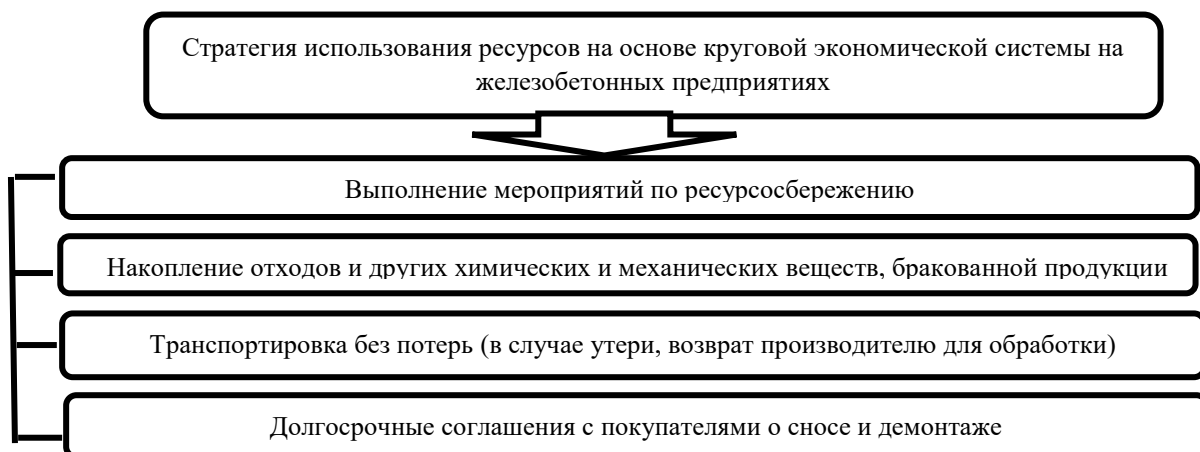 Стратегия использования ресурсов на основе круговой экономической системы на
железобетонных предприятиях
Выполнение мероприятий по ресурсосбережению
Накопление отходов и других химических и механических веществ, бракованной продукции
Транспортировка без потерь (в случае утери, возврат производителю для обработки)
Долгосрочные соглашения с покупателями о сносе и демонтаже